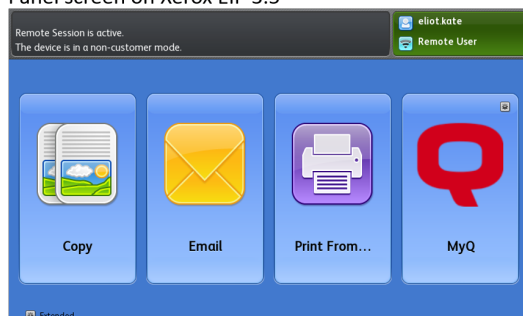 Panel screen on Xerox EIP 3.5
Remote Session is active.
The device is in a non-customer mode.
eliot.kate
Remote User
Copy
Email
Print From...
MyQ
Extended